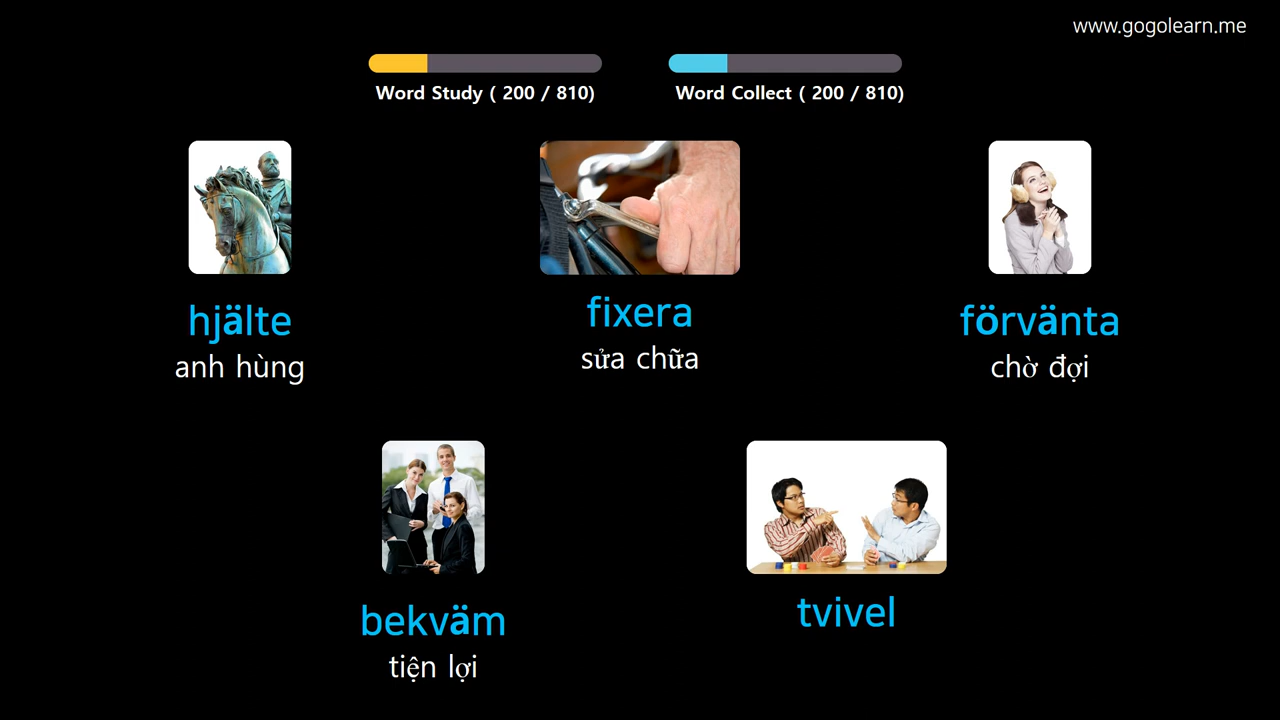 www.gogolearn.me
Word Study ( 200 / 810)
Word Collect ( 200 / 810)
hjälte
anh hùng
fixera
sửa chữa
förvänta
chờ đợi
bekväm
tiện lợi
tvivel